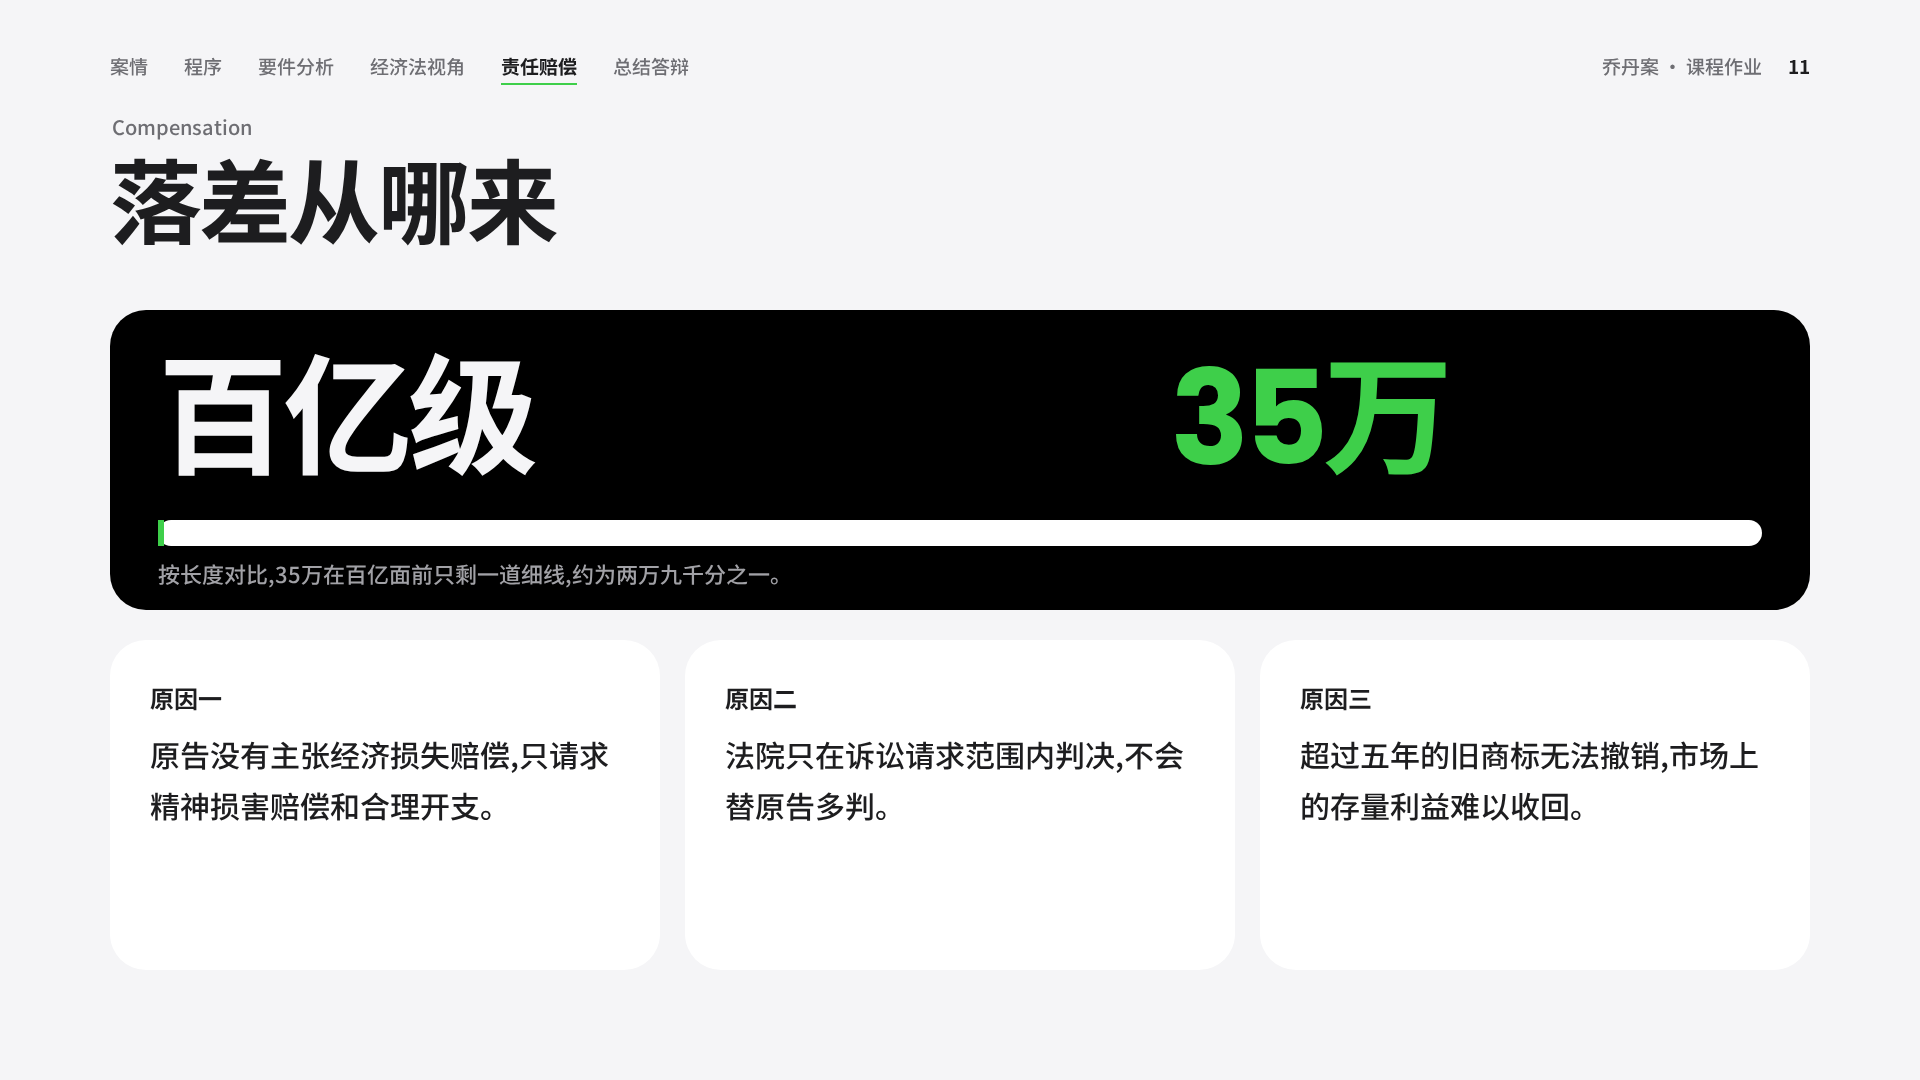 案情 程序 要件分析 经济法视角 责任赔偿 总结答辩 乔丹案 · 课程作业 11
Compensation
落差从哪来
百亿级 35万
按长度对比,35万在百亿面前只剩一道细线,约为两万九千分之一。
原因一
原告没有主张经济损失赔偿,只请求
精神损害赔偿和合理开支。
原因二
法院只在诉讼请求范围内判决,不会
替原告多判。
原因三
超过五年的旧商标无法撤销,市场上
的存量利益难以收回。